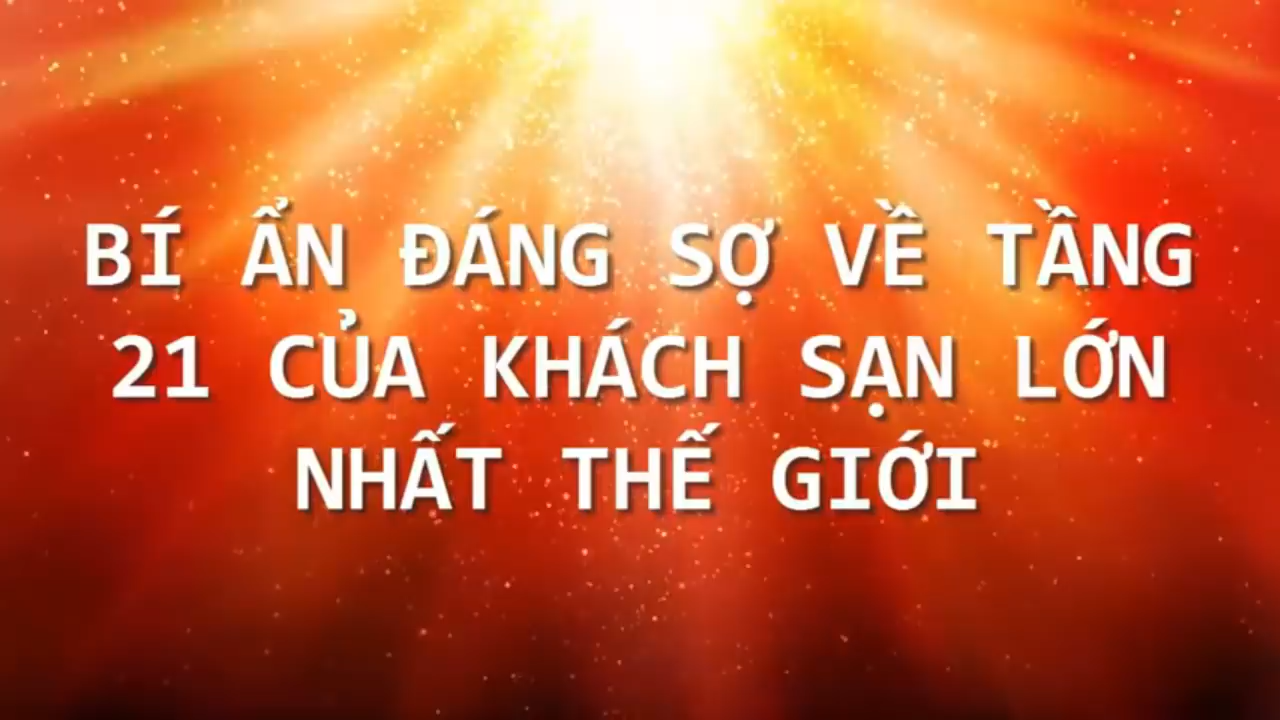 BÍ ẨN ĐÁNG SỢ VỀ TẦNG
21 CỦA KHÁCH SẠN LỚN
NHẤT THẾ GIỚI